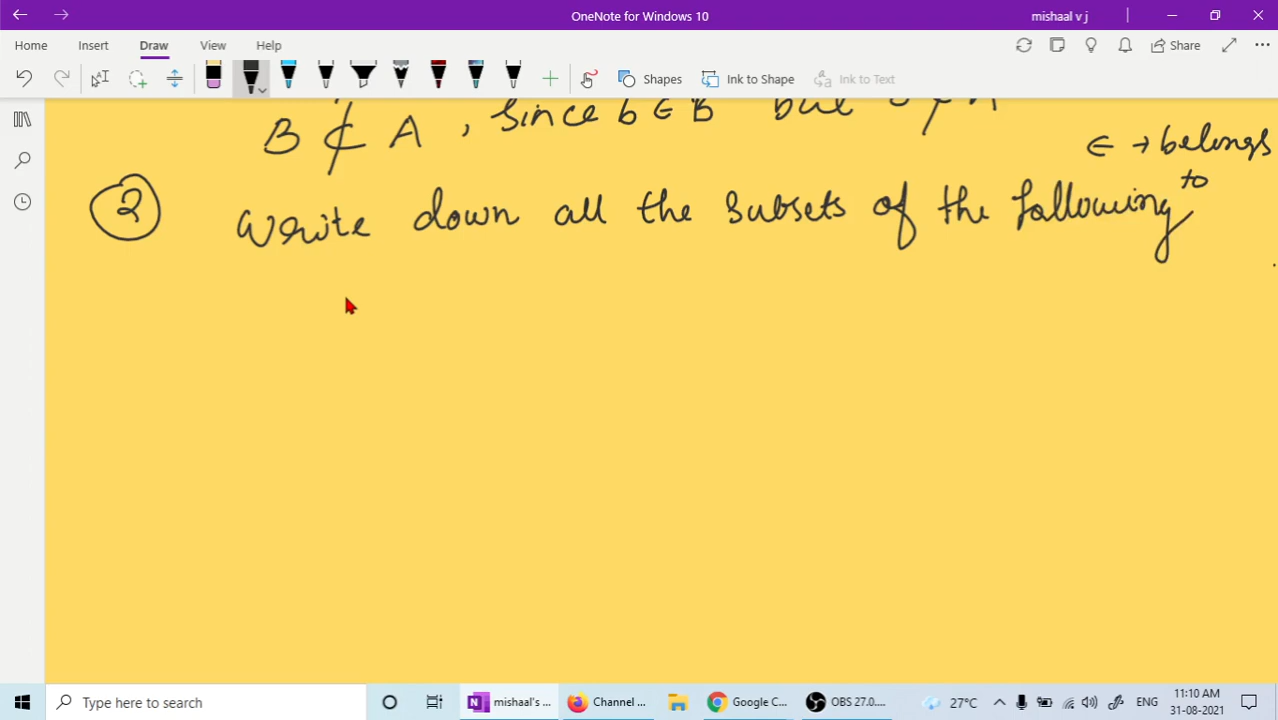 OneNote for Windows 10
mishaal v j
Home Insert Draw View Help
Share
Shapes Ink to Shape Ink to Text
B ⊄ A , since b ∈ B but
∈ → belongs
to
② Write down all the subsets of the following
Type here to search
mishaal's ...
Channel ...
Google C...
OBS 27.0....
27°C
ENG
11:10 AM
31-08-2021